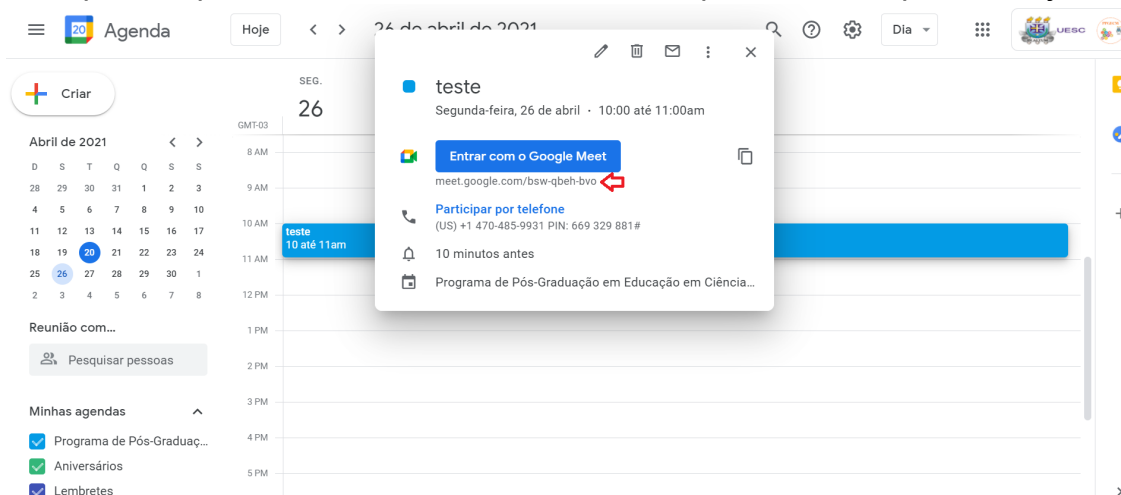 20
Agenda
Hoje
26 de abril de 2021
Dia
UESC
Criar
SEG.
26
GMT-03
teste
Segunda-feira, 26 de abril · 10:00 até 11:00am
Entrar com o Google Meet
meet.google.com/bsw-qbeh-bvo
Participar por telefone
(US) +1 470-485-9931 PIN: 669 329 881#
10 minutos antes
Programa de Pós-Graduação em Educação em Ciência...
Abril de 2021
D S T Q Q S S
28 29 30 31 1 2 3
4 5 6 7 8 9 10
11 12 13 14 15 16 17
18 19 20 21 22 23 24
25 26 27 28 29 30 1
2 3 4 5 6 7 8
Reunião com...
Pesquisar pessoas
Minhas agendas
Programa de Pós-Graduaç...
Aniversários
Lembretes
8 AM
9 AM
10 AM
teste
10 até 11am
11 AM
12 PM
1 PM
2 PM
3 PM
4 PM
5 PM